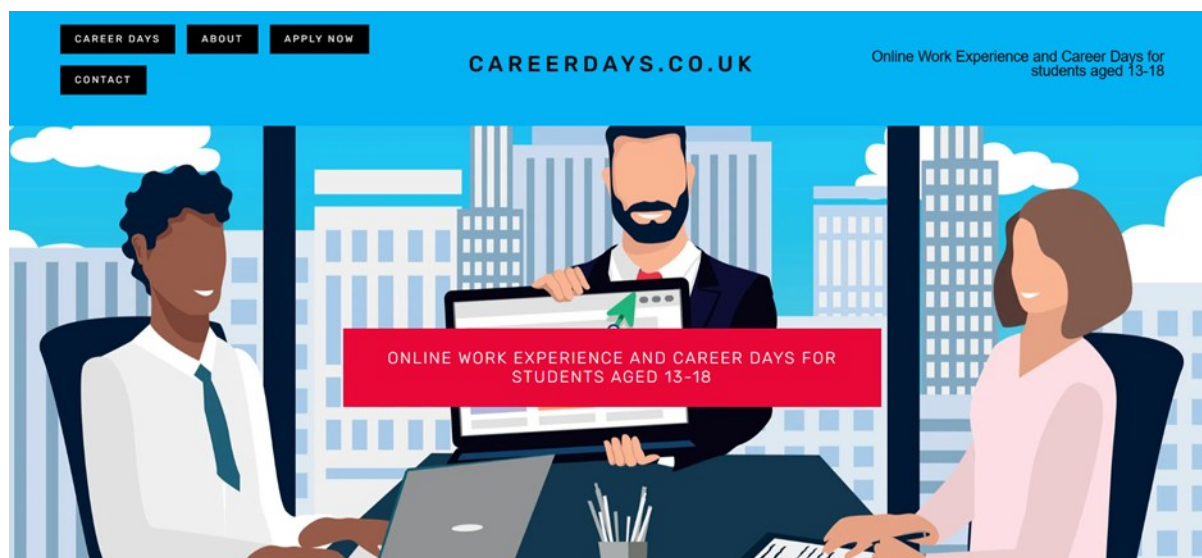 CAREER DAYS
ABOUT
APPLY NOW
CONTACT
CAREERDAYS.CO.UK
Online Work Experience and Career Days for
students aged 13-18
ONLINE WORK EXPERIENCE AND CAREER DAYS FOR
STUDENTS AGED 13-18